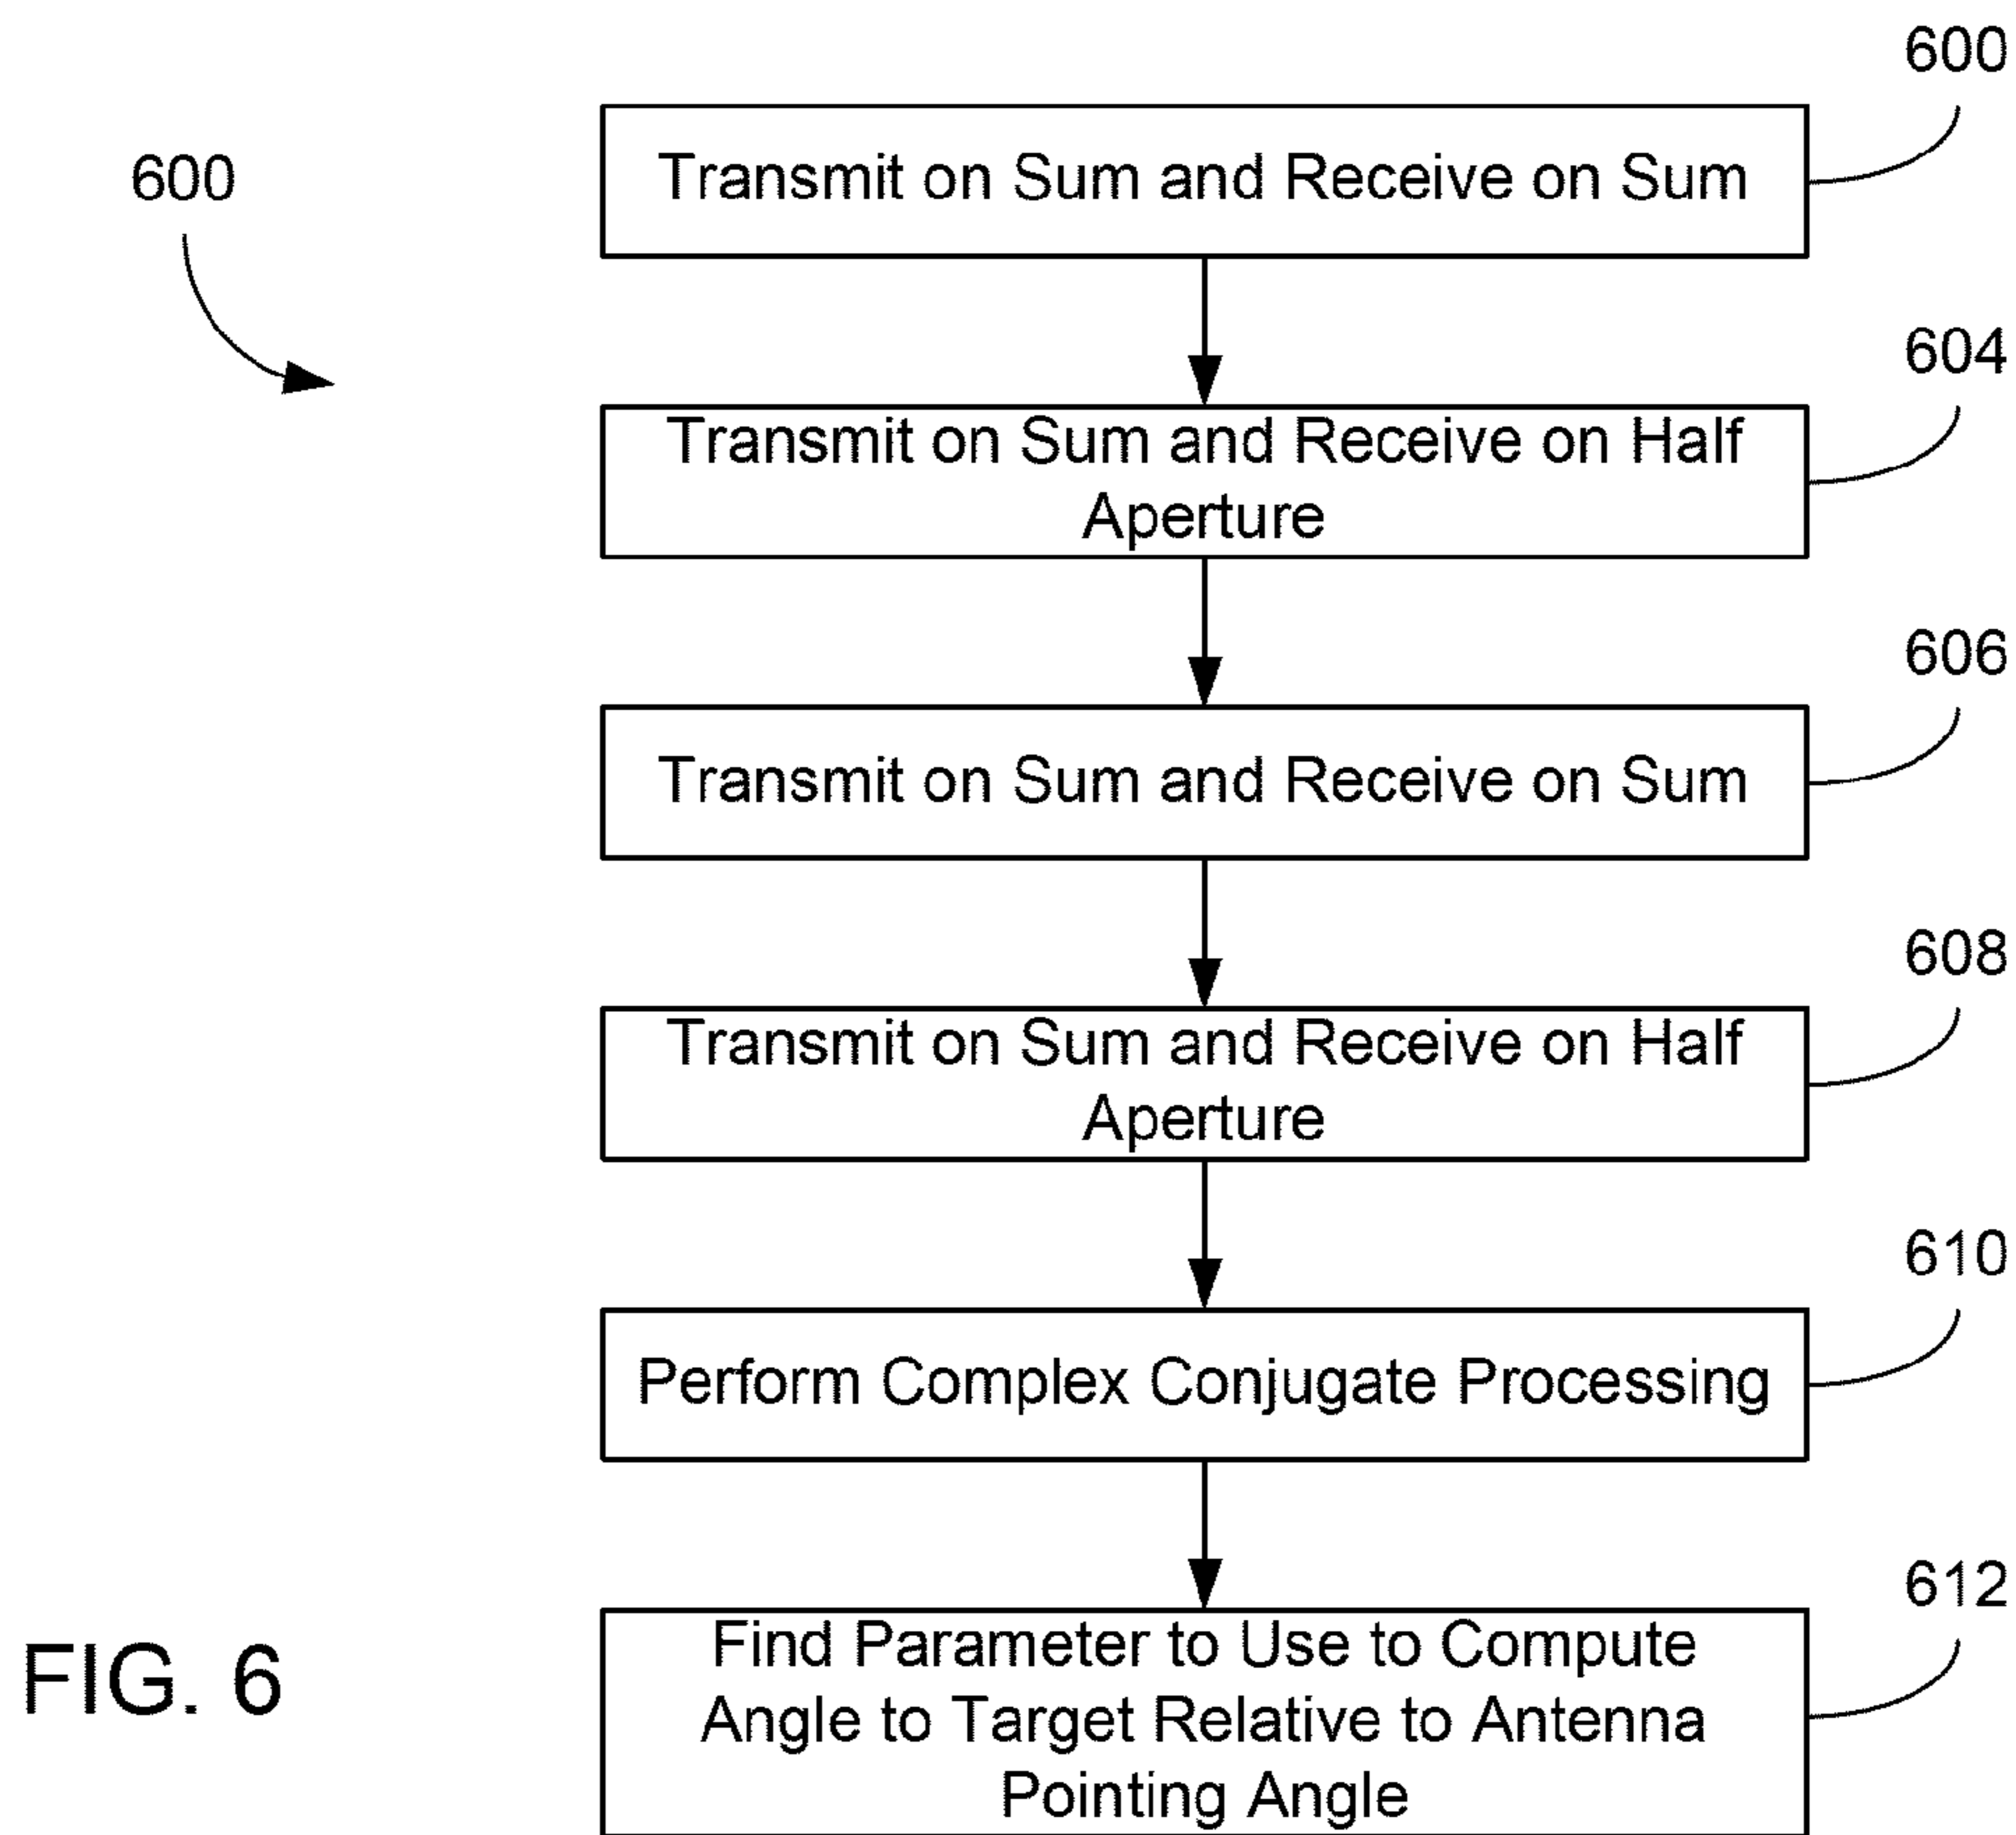 600
600
Transmit on Sum and Receive on Sum
604
Transmit on Sum and Receive on Half
Aperture
606
Transmit on Sum and Receive on Sum
608
Transmit on Sum and Receive on Half
Aperture
610
Perform Complex Conjugate Processing
612
Find Parameter to Use to Compute
Angle to Target Relative to Antenna
Pointing Angle
FIG. 6